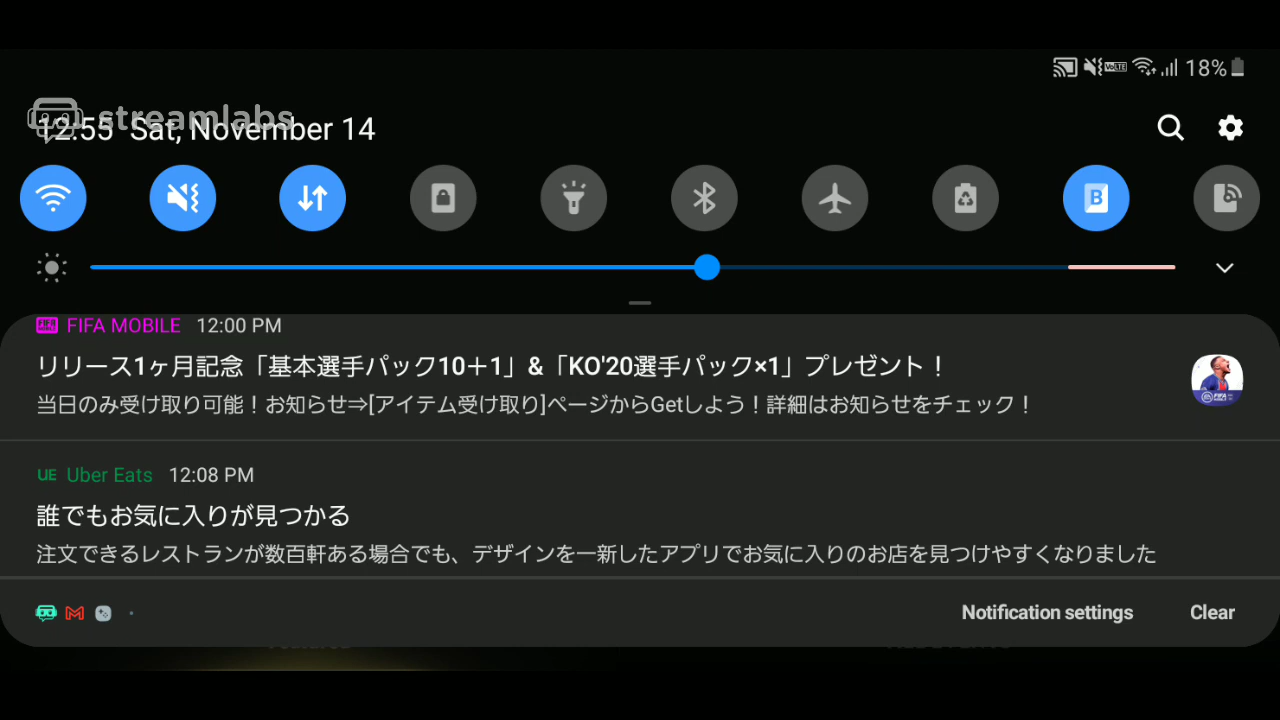 VoLTE 18%
streamlabs
12:55 Sat, November 14
B
FIFA MOBILE 12:00 PM
リリース1ヶ月記念「基本選手パック10＋1」&「KO'20選手パック×1」プレゼント！
当日のみ受け取り可能！お知らせ⇒[アイテム受け取り]ページからGetしよう！詳細はお知らせをチェック！
UE Uber Eats 12:08 PM
誰でもお気に入りが見つかる
注文できるレストランが数百軒ある場合でも、デザインを一新したアプリでお気に入りのお店を見つけやすくなりました
Notification settings Clear